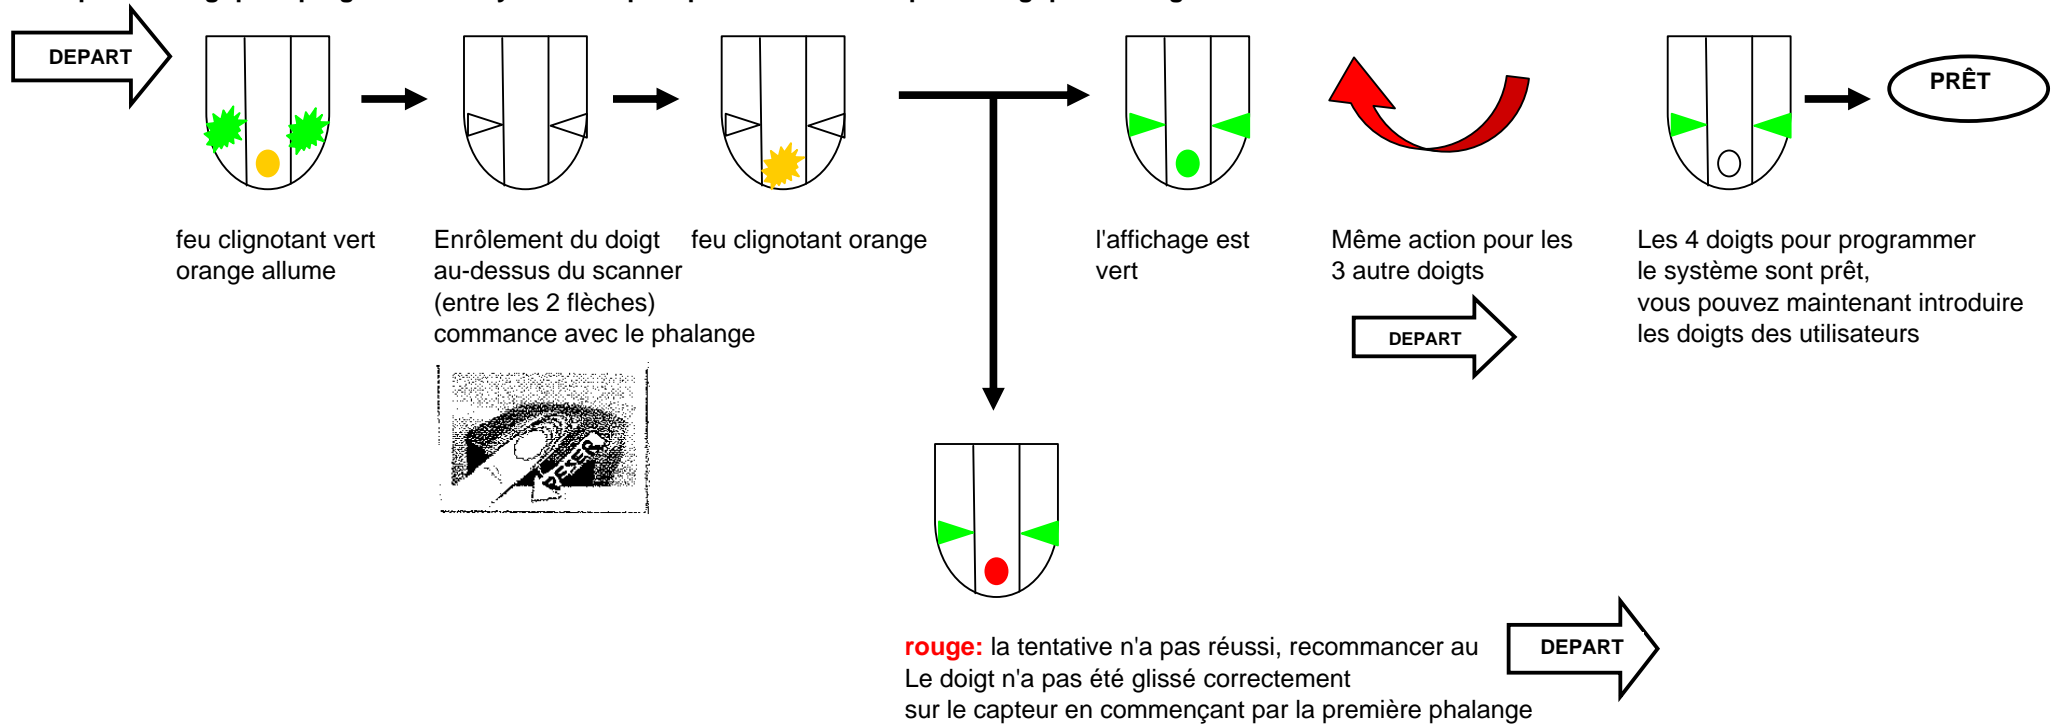 DEPART
PRÊT
feu clignotant vert
orange allume
Enrôlement du doigt
au-dessus du scanner
(entre les 2 flèches)
commance avec le phalange
feu clignotant orange
l'affichage est
vert
Même action pour les
3 autre doigts
DEPART
Les 4 doigts pour programmer
le système sont prêt,
vous pouvez maintenant introduire
les doigts des utilisateurs
rouge: la tentative n'a pas réussi, recommancer au
DEPART
Le doigt n'a pas été glissé correctement
sur le capteur en commençant par la première phalange